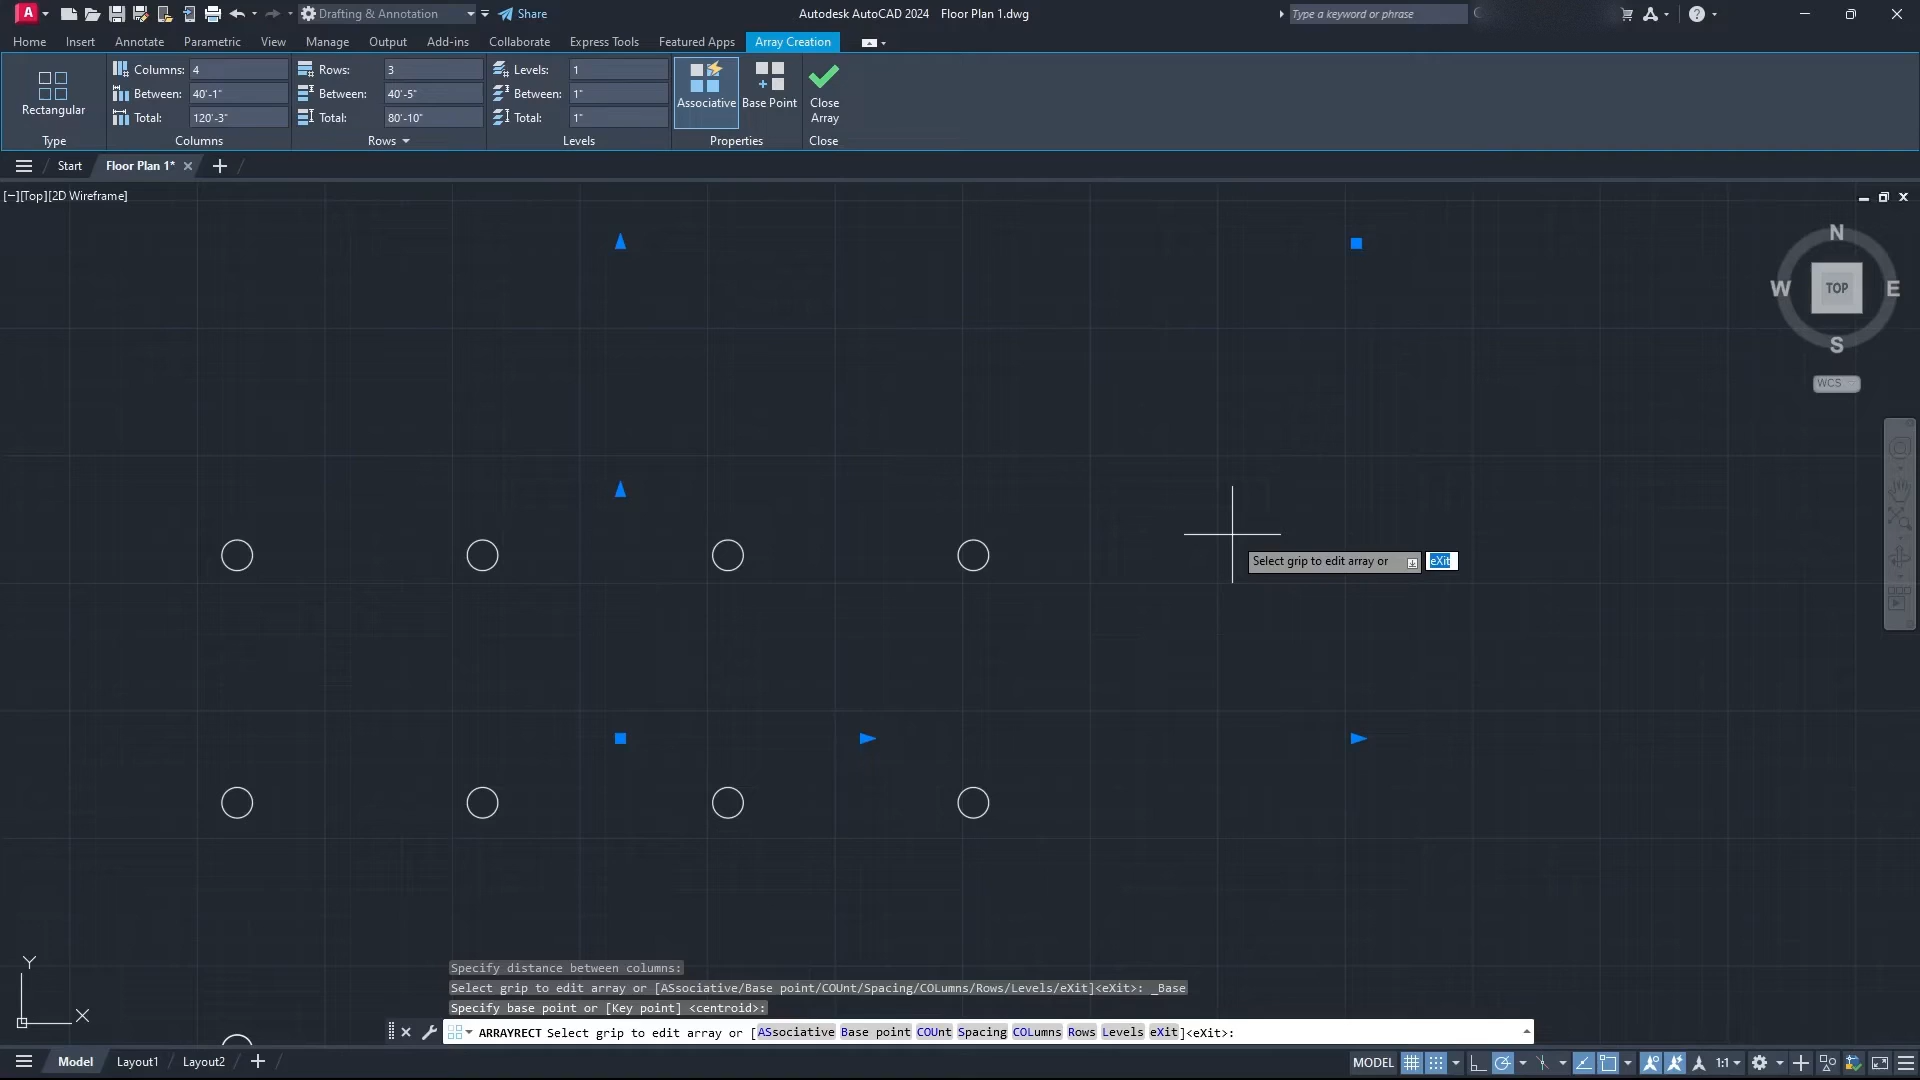 A Drafting & Annotation Share Autodesk AutoCAD 2024 Floor Plan 1.dwg Type a keyword or phrase
Home Insert Annotate Parametric View Manage Output Add-ins Collaborate Express Tools Featured Apps Array Creation
Columns: 4 Rows: 3 Levels: 1
Between: 40'-1" Between: 40'-5" Between: 1"
Total: 120'-3" Total: 80'-10" Total: 1"
Rectangular Associative Base Point Close Array
Type Columns Rows Levels Properties Close
Start Floor Plan 1*
[−][Top][2D Wireframe]
N
W TOP E
S
WCS
Select grip to edit array or eXit
Y
X
Specify distance between columns:
Select grip to edit array or [ASsociative/Base point/COUnt/Spacing/COLumns/Rows/Levels/eXit]<eXit>: _Base
Specify base point or [Key point] <centroid>:
ARRAYRECT Select grip to edit array or [ASsociative Base point COUnt Spacing COLumns Rows Levels eXit]<eXit>:
Model Layout1 Layout2 MODEL 1:1